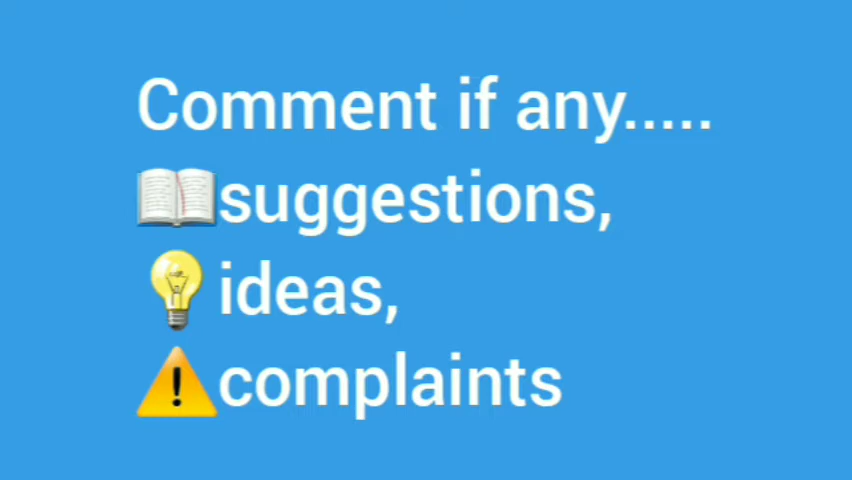 Comment if any.....
📖suggestions,
💡ideas,
⚠️complaints